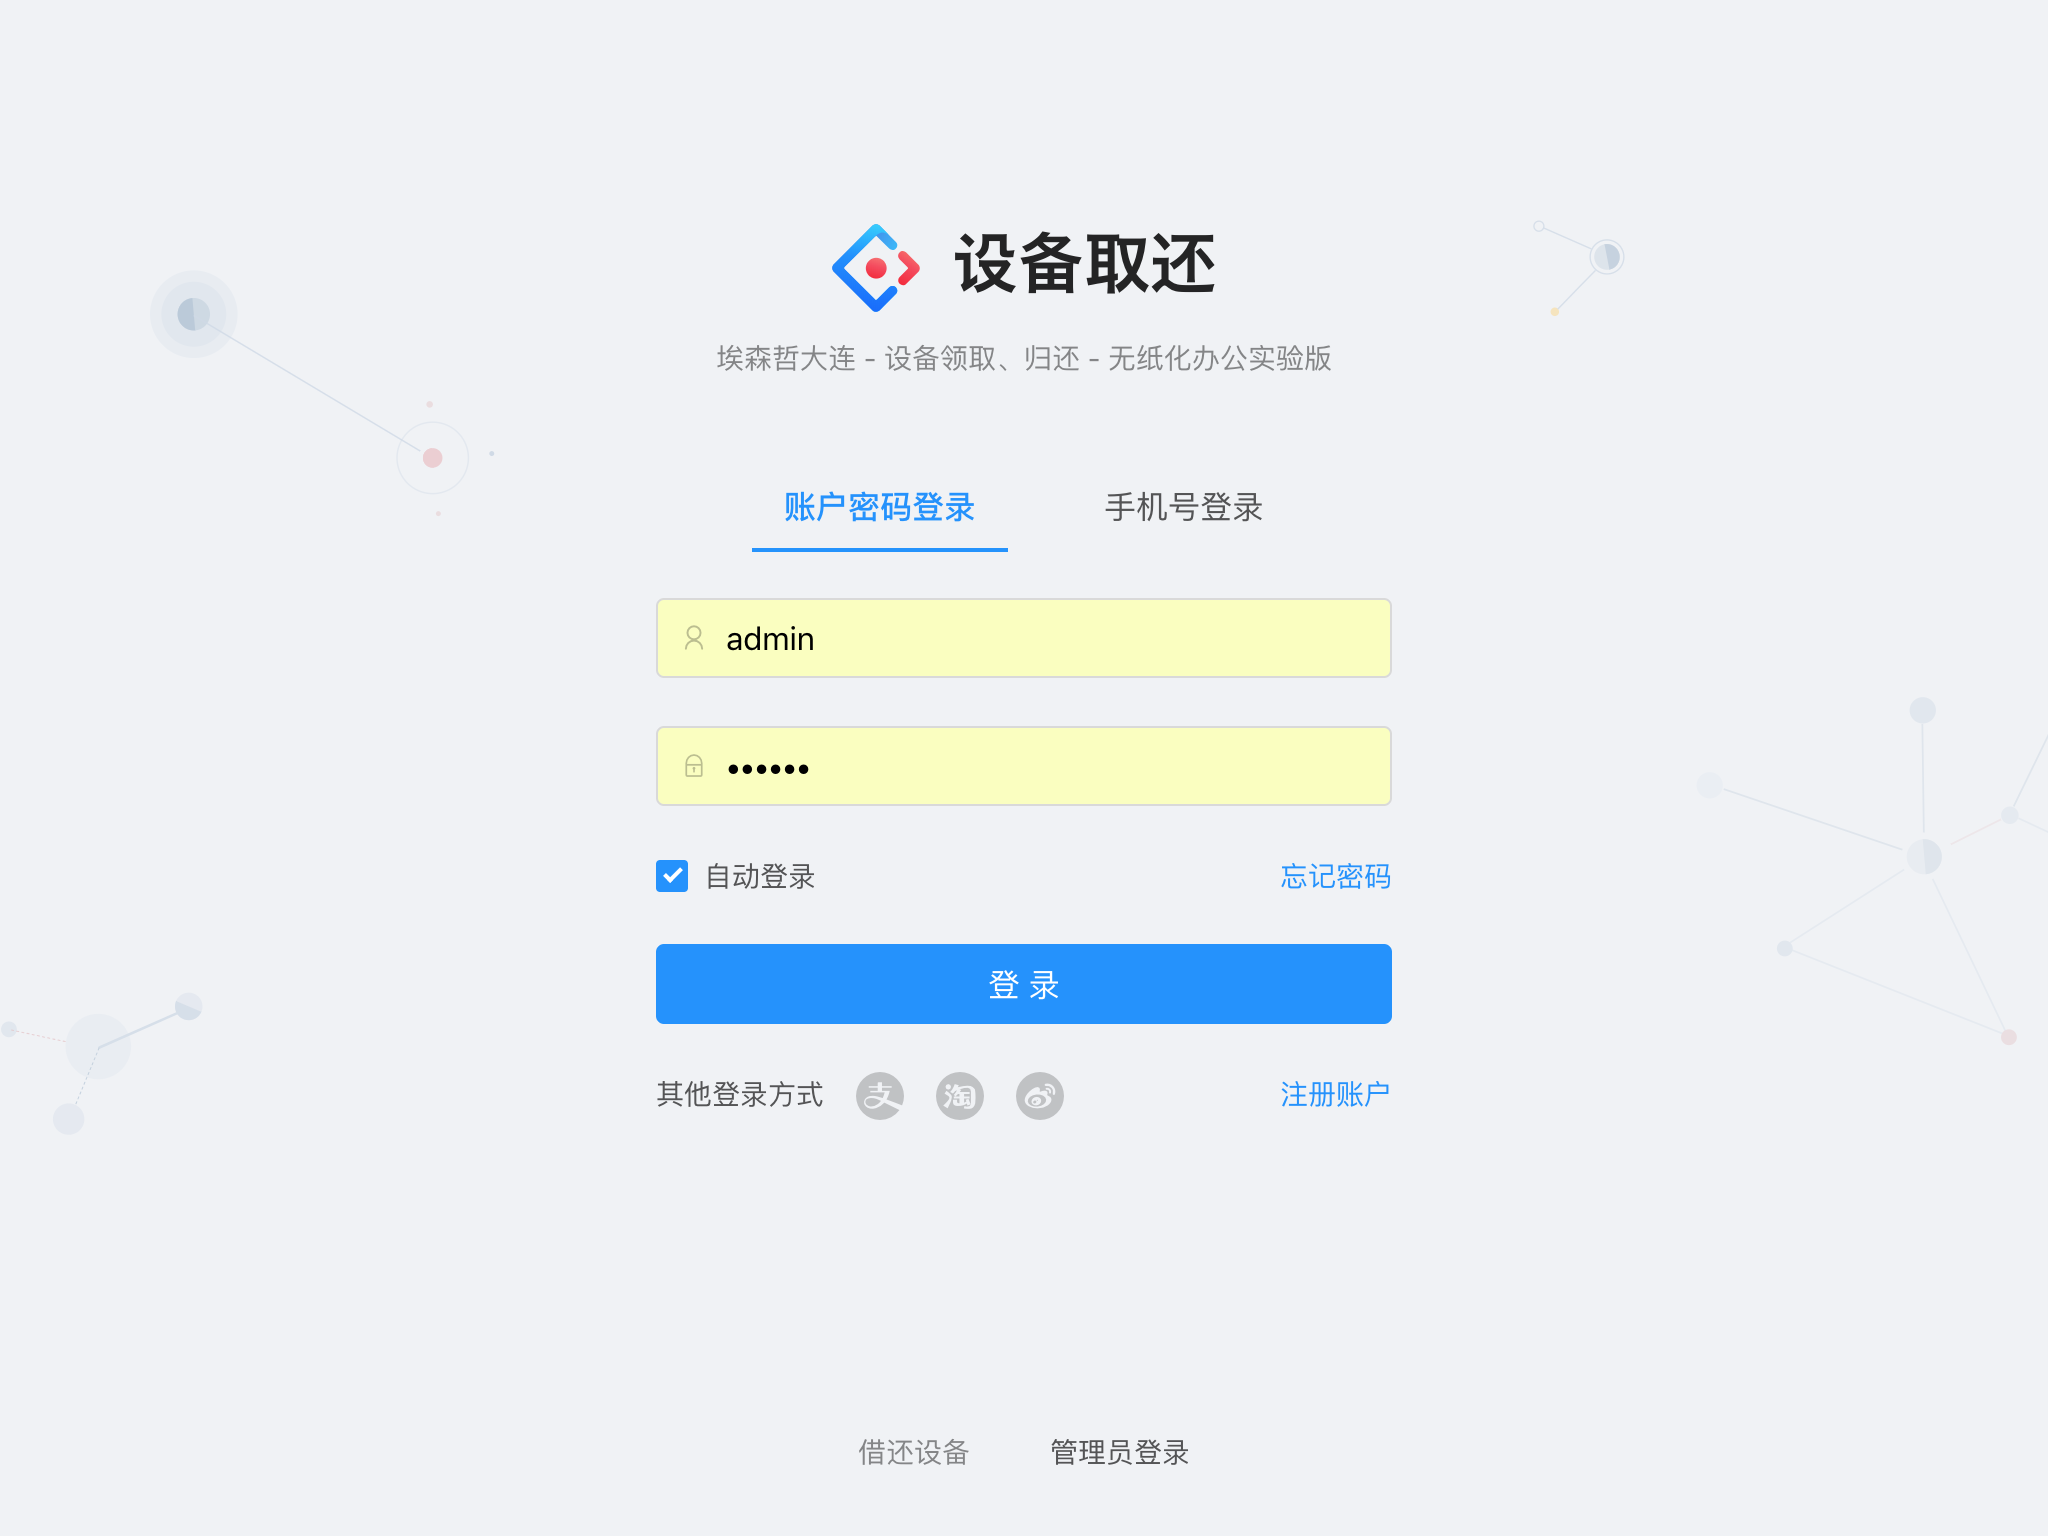 设备取还
埃森哲大连 - 设备领取、归还 - 无纸化办公实验版
账户密码登录 手机号登录
admin
••••••
自动登录 忘记密码
登 录
其他登录方式 支 淘 注册账户
借还设备 管理员登录